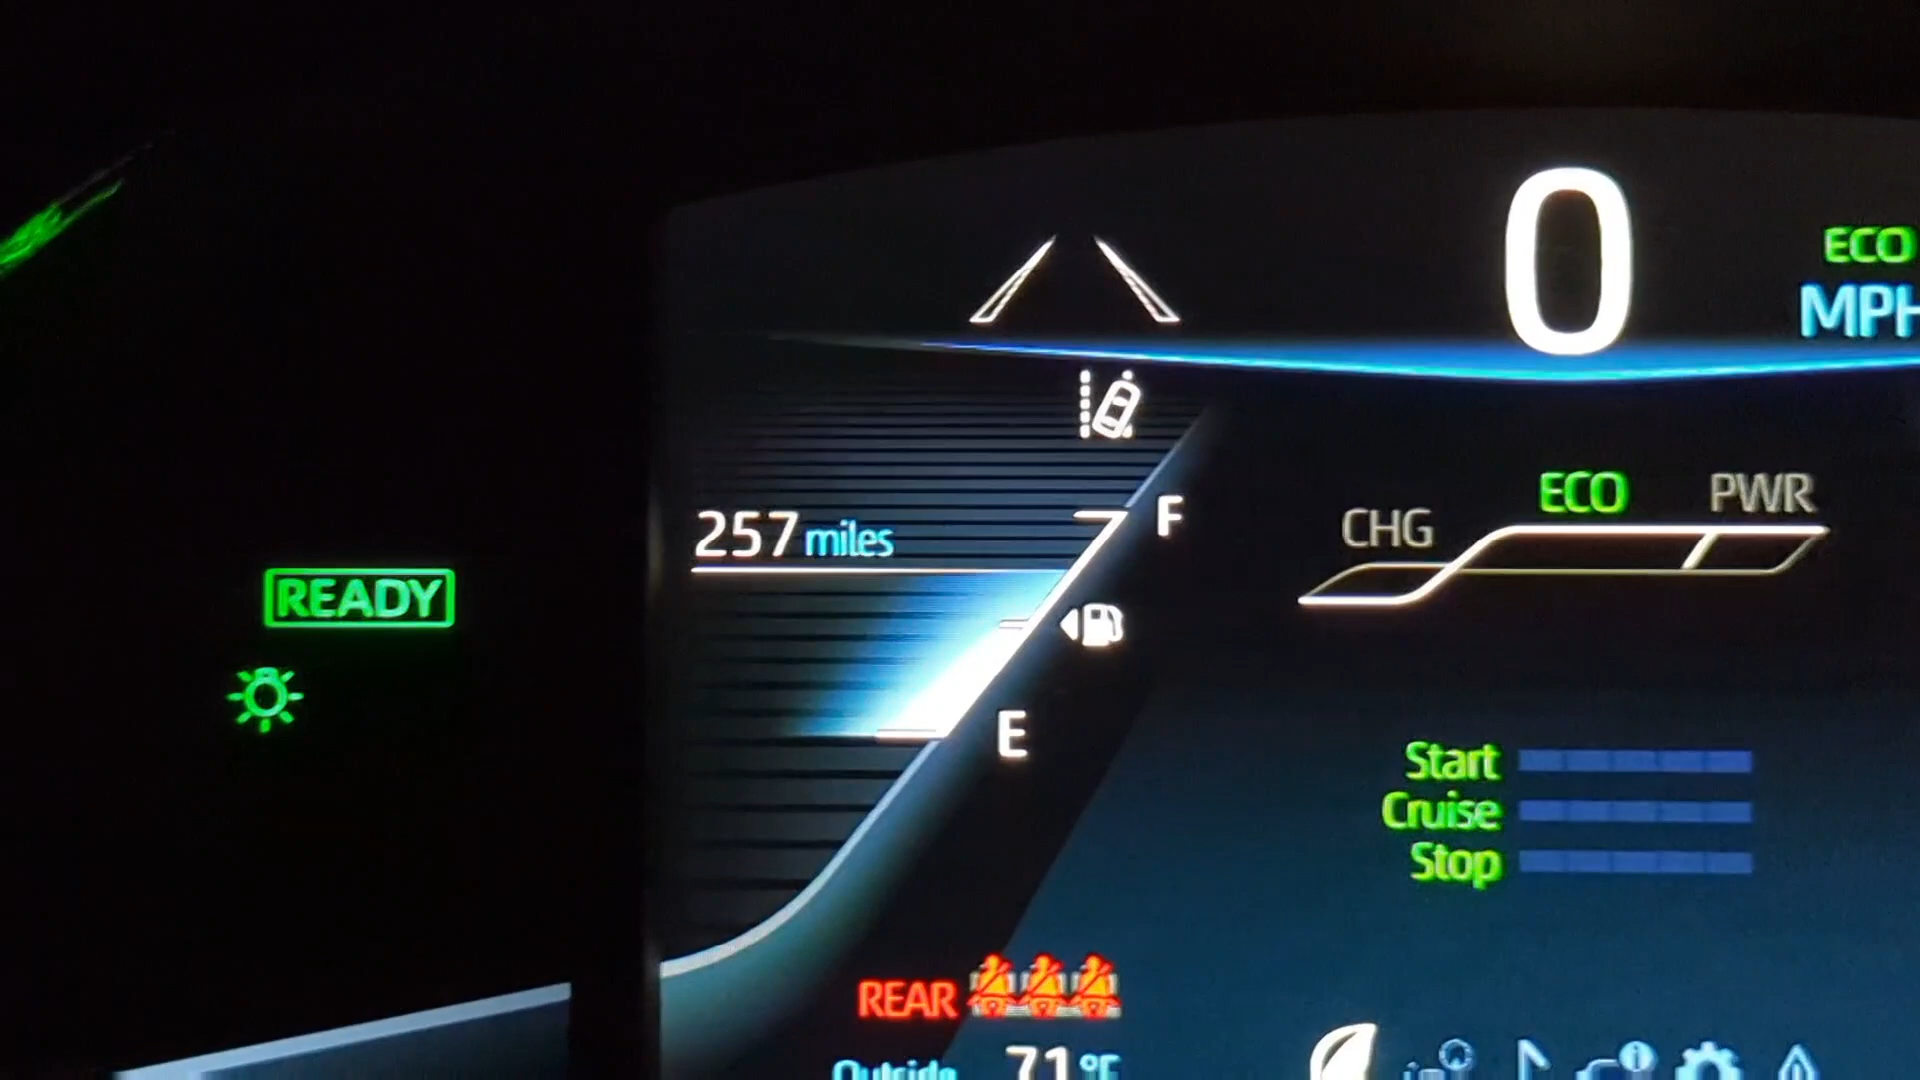 0
ECO
MPH
257 miles
F
E
READY
CHG
ECO
PWR
Start
Cruise
Stop
REAR
Outside 71°F